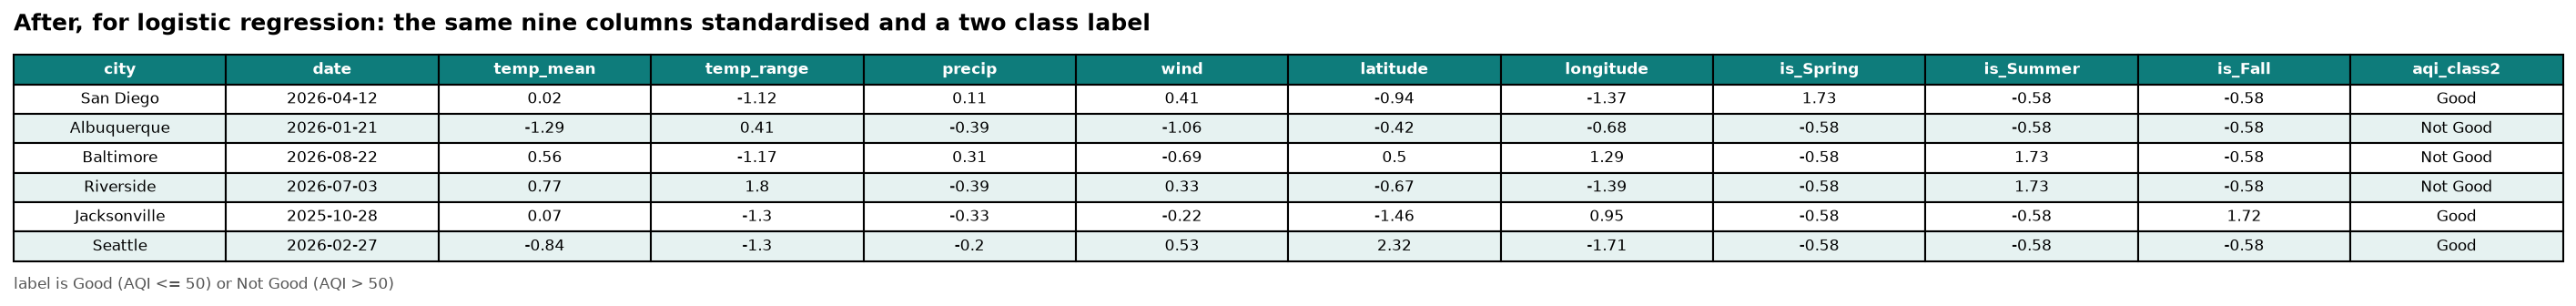 After, for logistic regression: the same nine columns standardised and a two class label
city date temp_mean temp_range precip wind latitude longitude is_Spring is_Summer is_Fall aqi_class2
San Diego 2026-04-12 0.02 -1.12 0.11 0.41 -0.94 -1.37 1.73 -0.58 -0.58 Good
Albuquerque 2026-01-21 -1.29 0.41 -0.39 -1.06 -0.42 -0.68 -0.58 -0.58 -0.58 Not Good
Baltimore 2026-08-22 0.56 -1.17 0.31 -0.69 0.5 1.29 -0.58 1.73 -0.58 Not Good
Riverside 2026-07-03 0.77 1.8 -0.39 0.33 -0.67 -1.39 -0.58 1.73 -0.58 Not Good
Jacksonville 2025-10-28 0.07 -1.3 -0.33 -0.22 -1.46 0.95 -0.58 -0.58 1.72 Good
Seattle 2026-02-27 -0.84 -1.3 -0.2 0.53 2.32 -1.71 -0.58 -0.58 -0.58 Good
label is Good (AQI <= 50) or Not Good (AQI > 50)